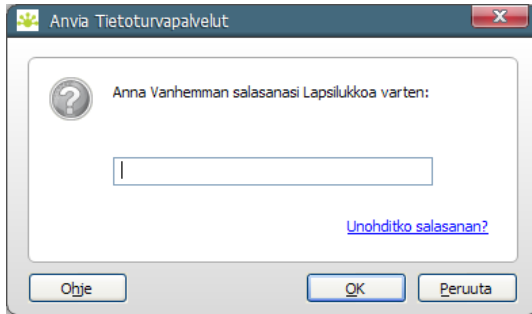 Anvia Tietoturvapalvelut
Anna Vanhemman salasanasi Lapsilukkoa varten:
Unohditko salasanan?
Ohje
OK
Peruuta